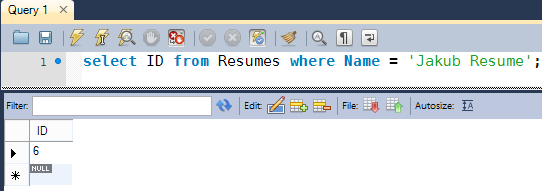 Query 1
1
select ID from Resumes where Name = 'Jakub Resume';
Filter:
Edit:
File:
Autosize:
ID
6
NULL